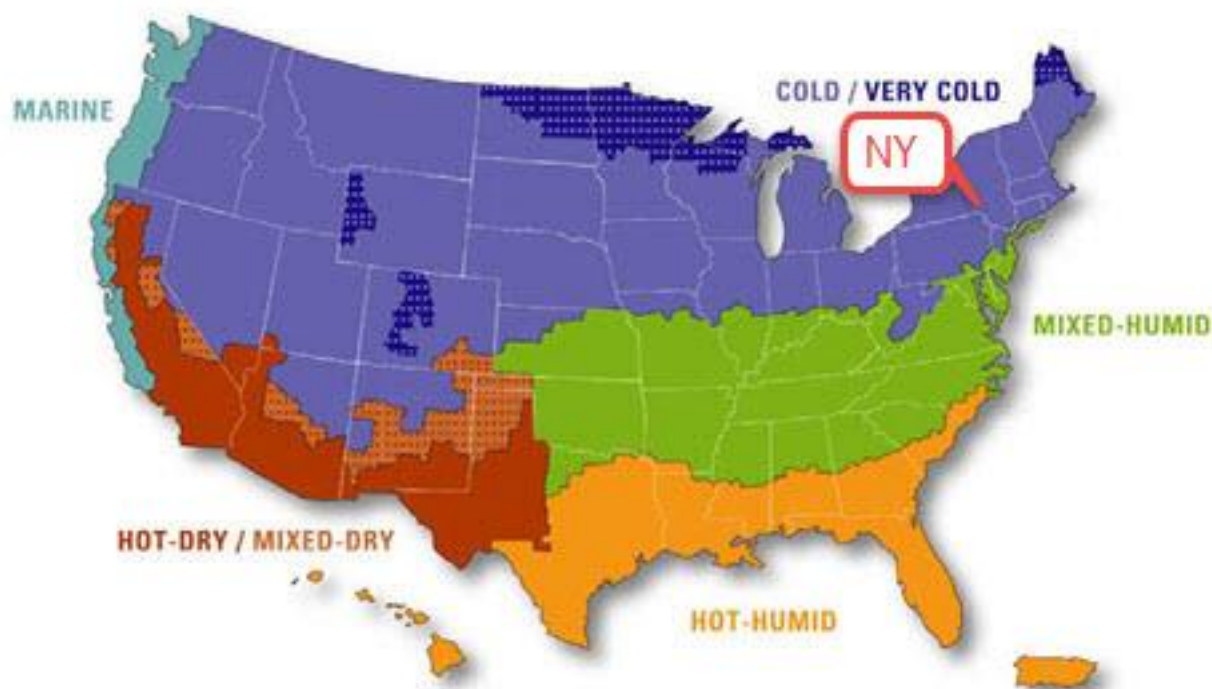 COLD / VERY COLD
MARINE
NY
MIXED-HUMID
HOT-DRY / MIXED-DRY
HOT-HUMID